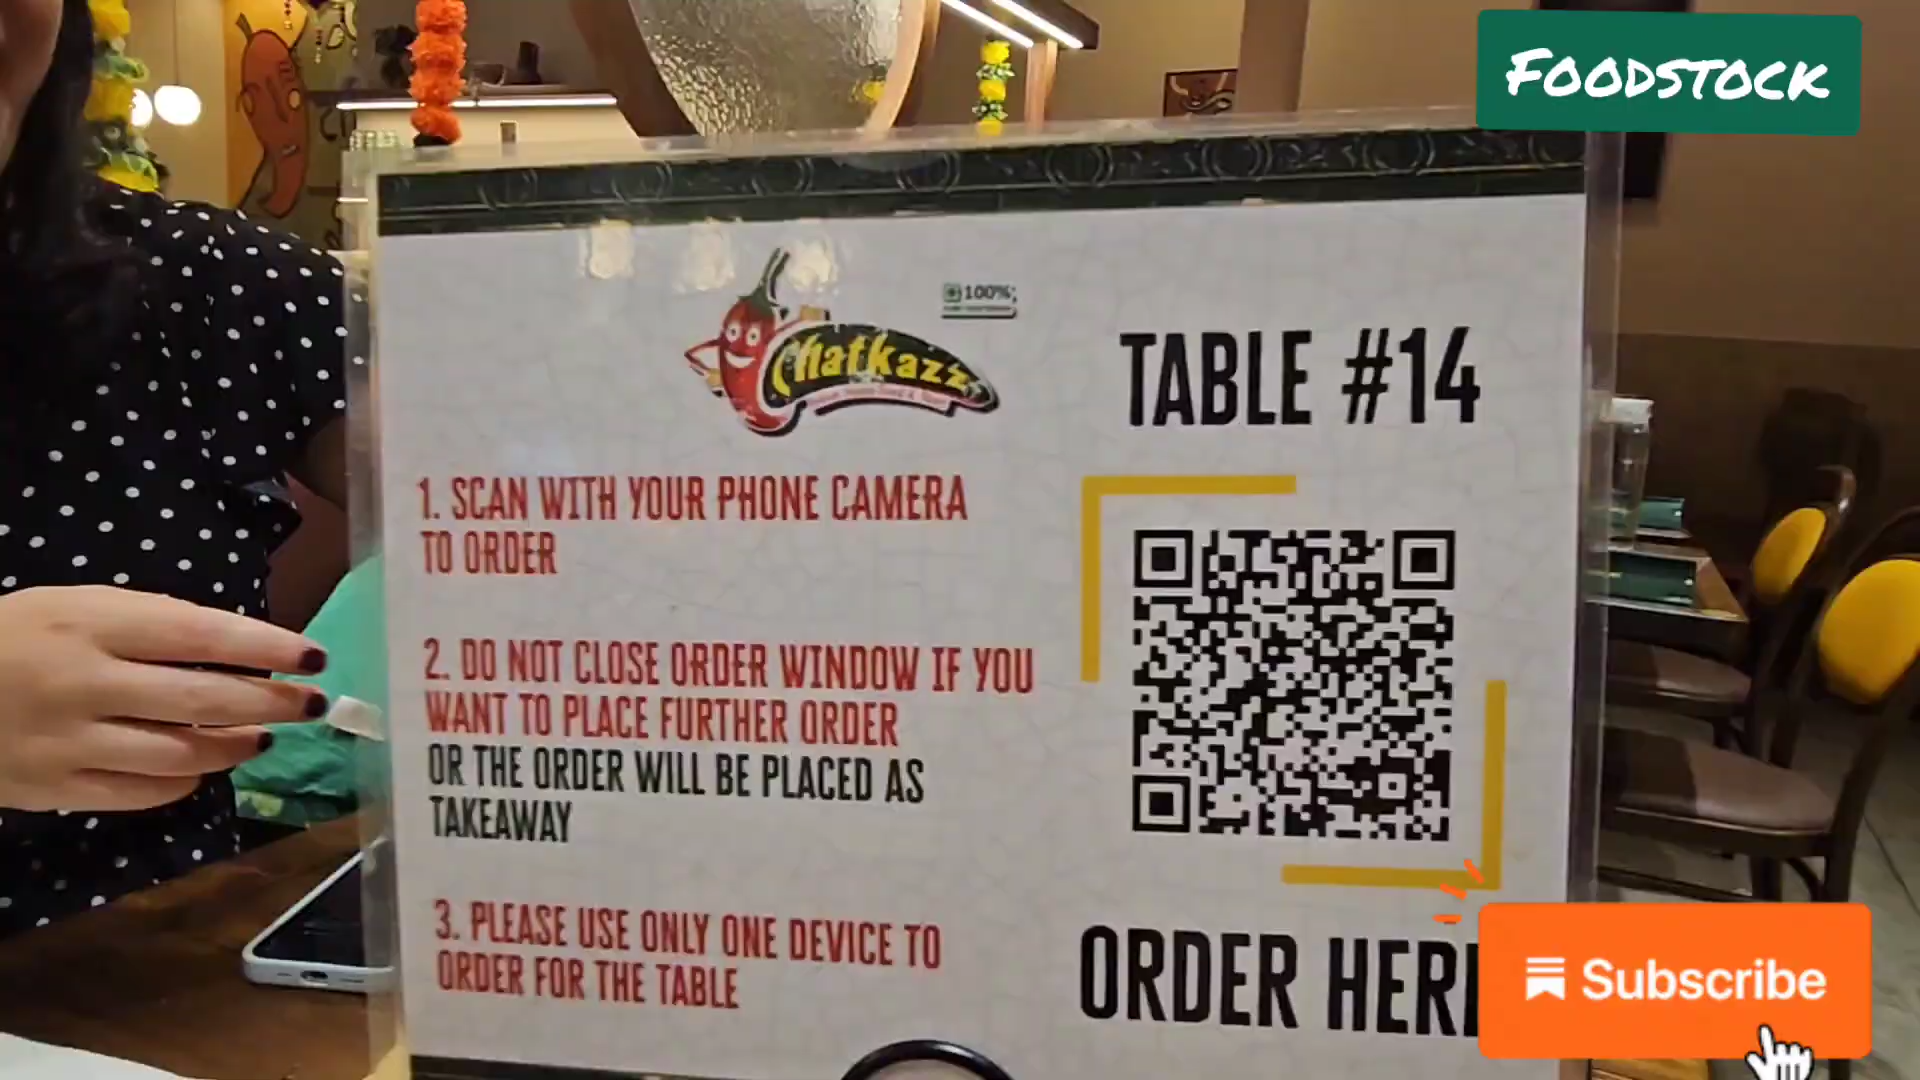 FOODSTOCK
100%
Chatkazz
TABLE #14
1. SCAN WITH YOUR PHONE CAMERA
TO ORDER
2. DO NOT CLOSE ORDER WINDOW IF YOU
WANT TO PLACE FURTHER ORDER
OR THE ORDER WILL BE PLACED AS
TAKEAWAY
3. PLEASE USE ONLY ONE DEVICE TO
ORDER FOR THE TABLE
ORDER HER
Subscribe